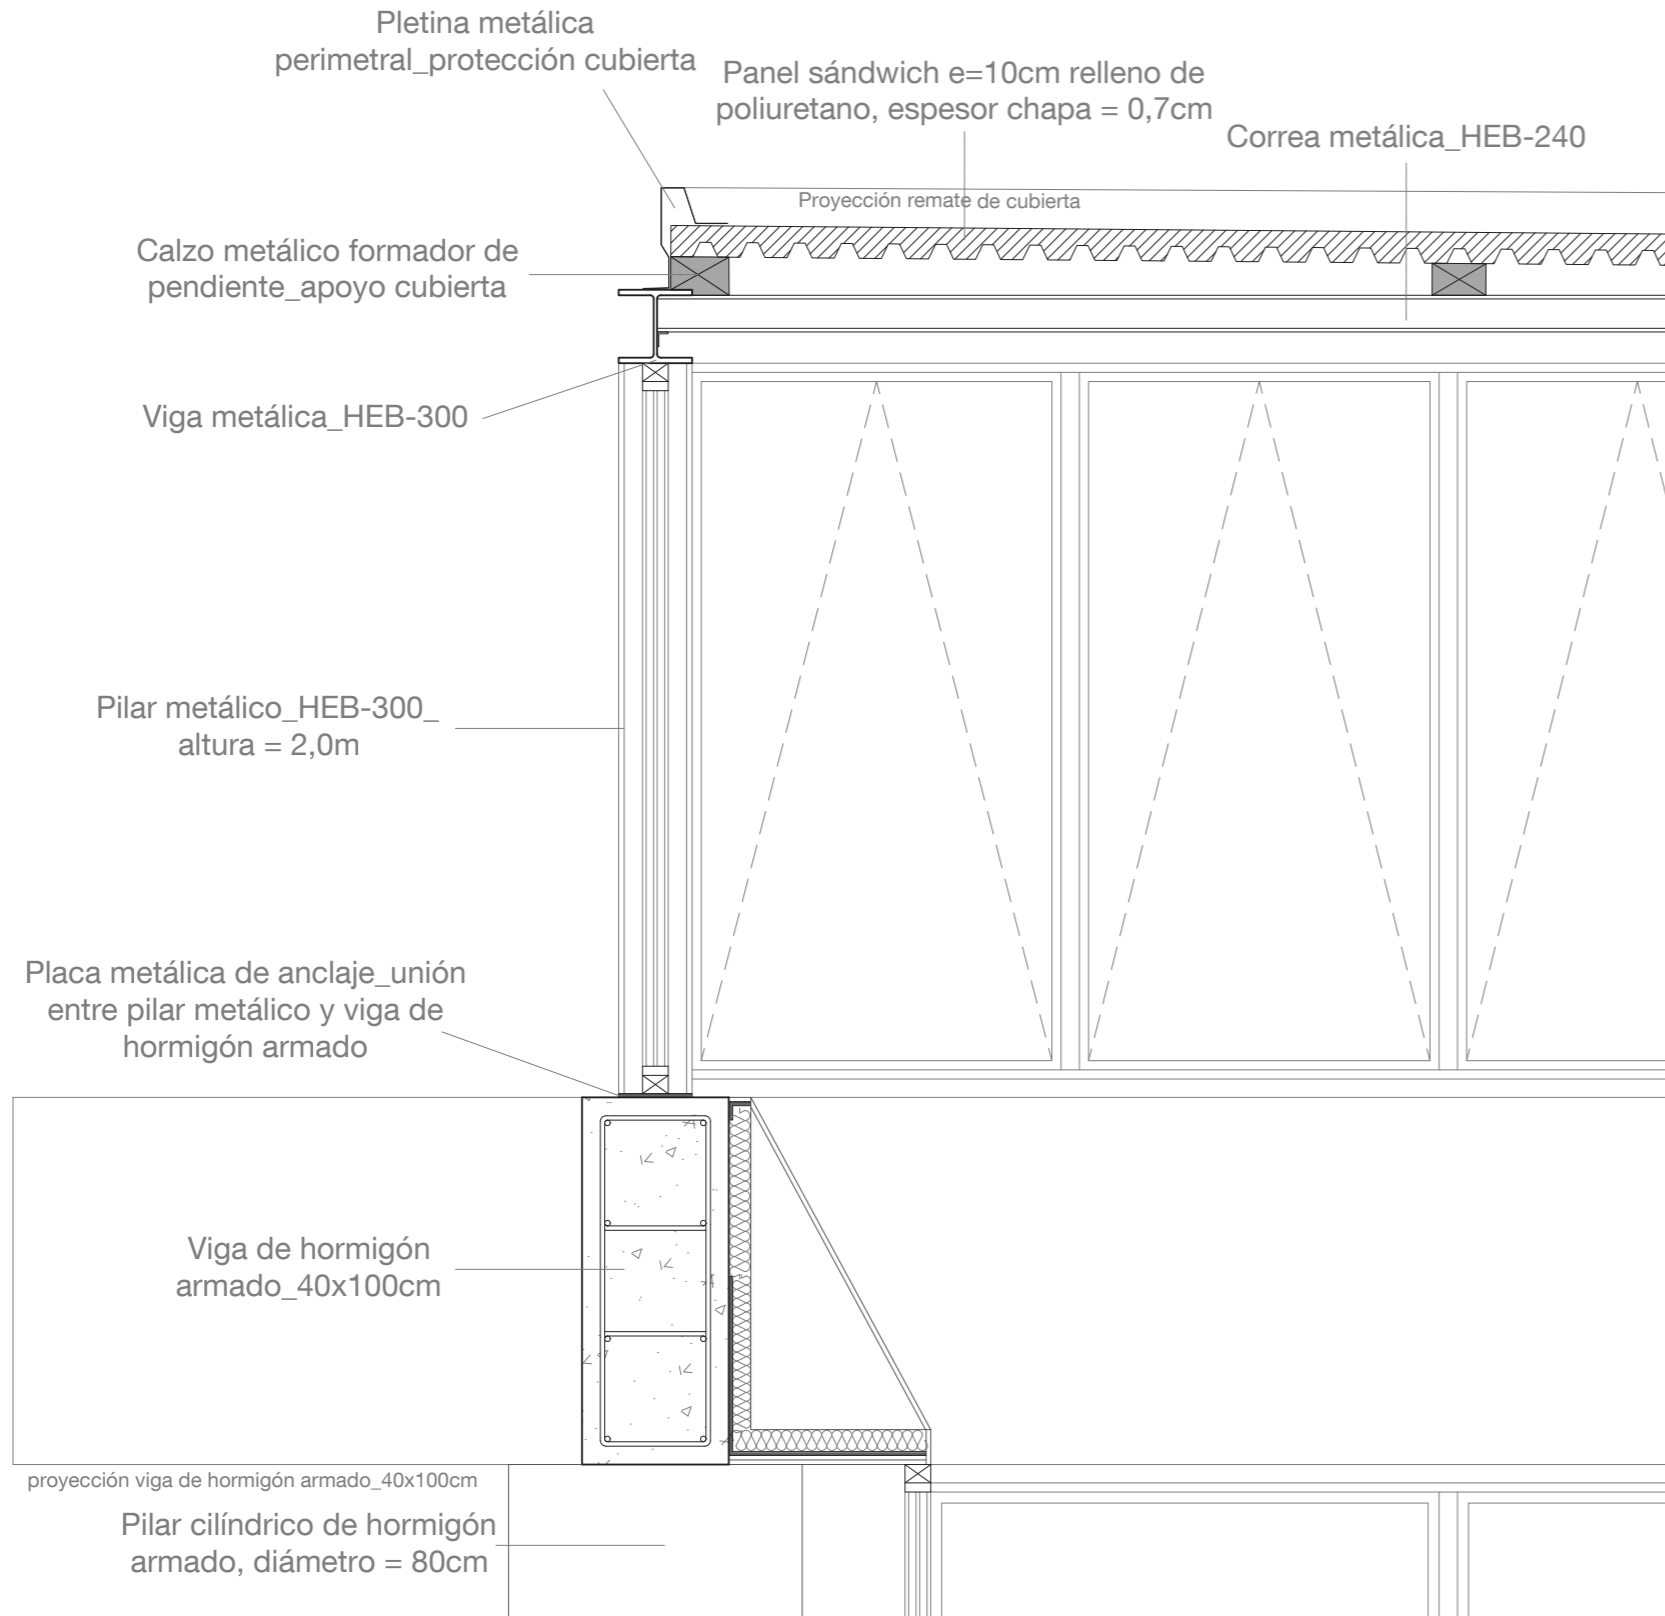 Pletina metálica
perimetral_protección cubierta
Panel sándwich e=10cm relleno de
poliuretano, espesor chapa = 0,7cm
Correa metálica_HEB-240
Proyección remate de cubierta
Calzo metálico formador de
pendiente_apoyo cubierta
Viga metálica_HEB-300
Pilar metálico_HEB-300_
altura = 2,0m
Placa metálica de anclaje_unión
entre pilar metálico y viga de
hormigón armado
Viga de hormigón
armado_40x100cm
proyección viga de hormigón armado_40x100cm
Pilar cilíndrico de hormigón
armado, diámetro = 80cm